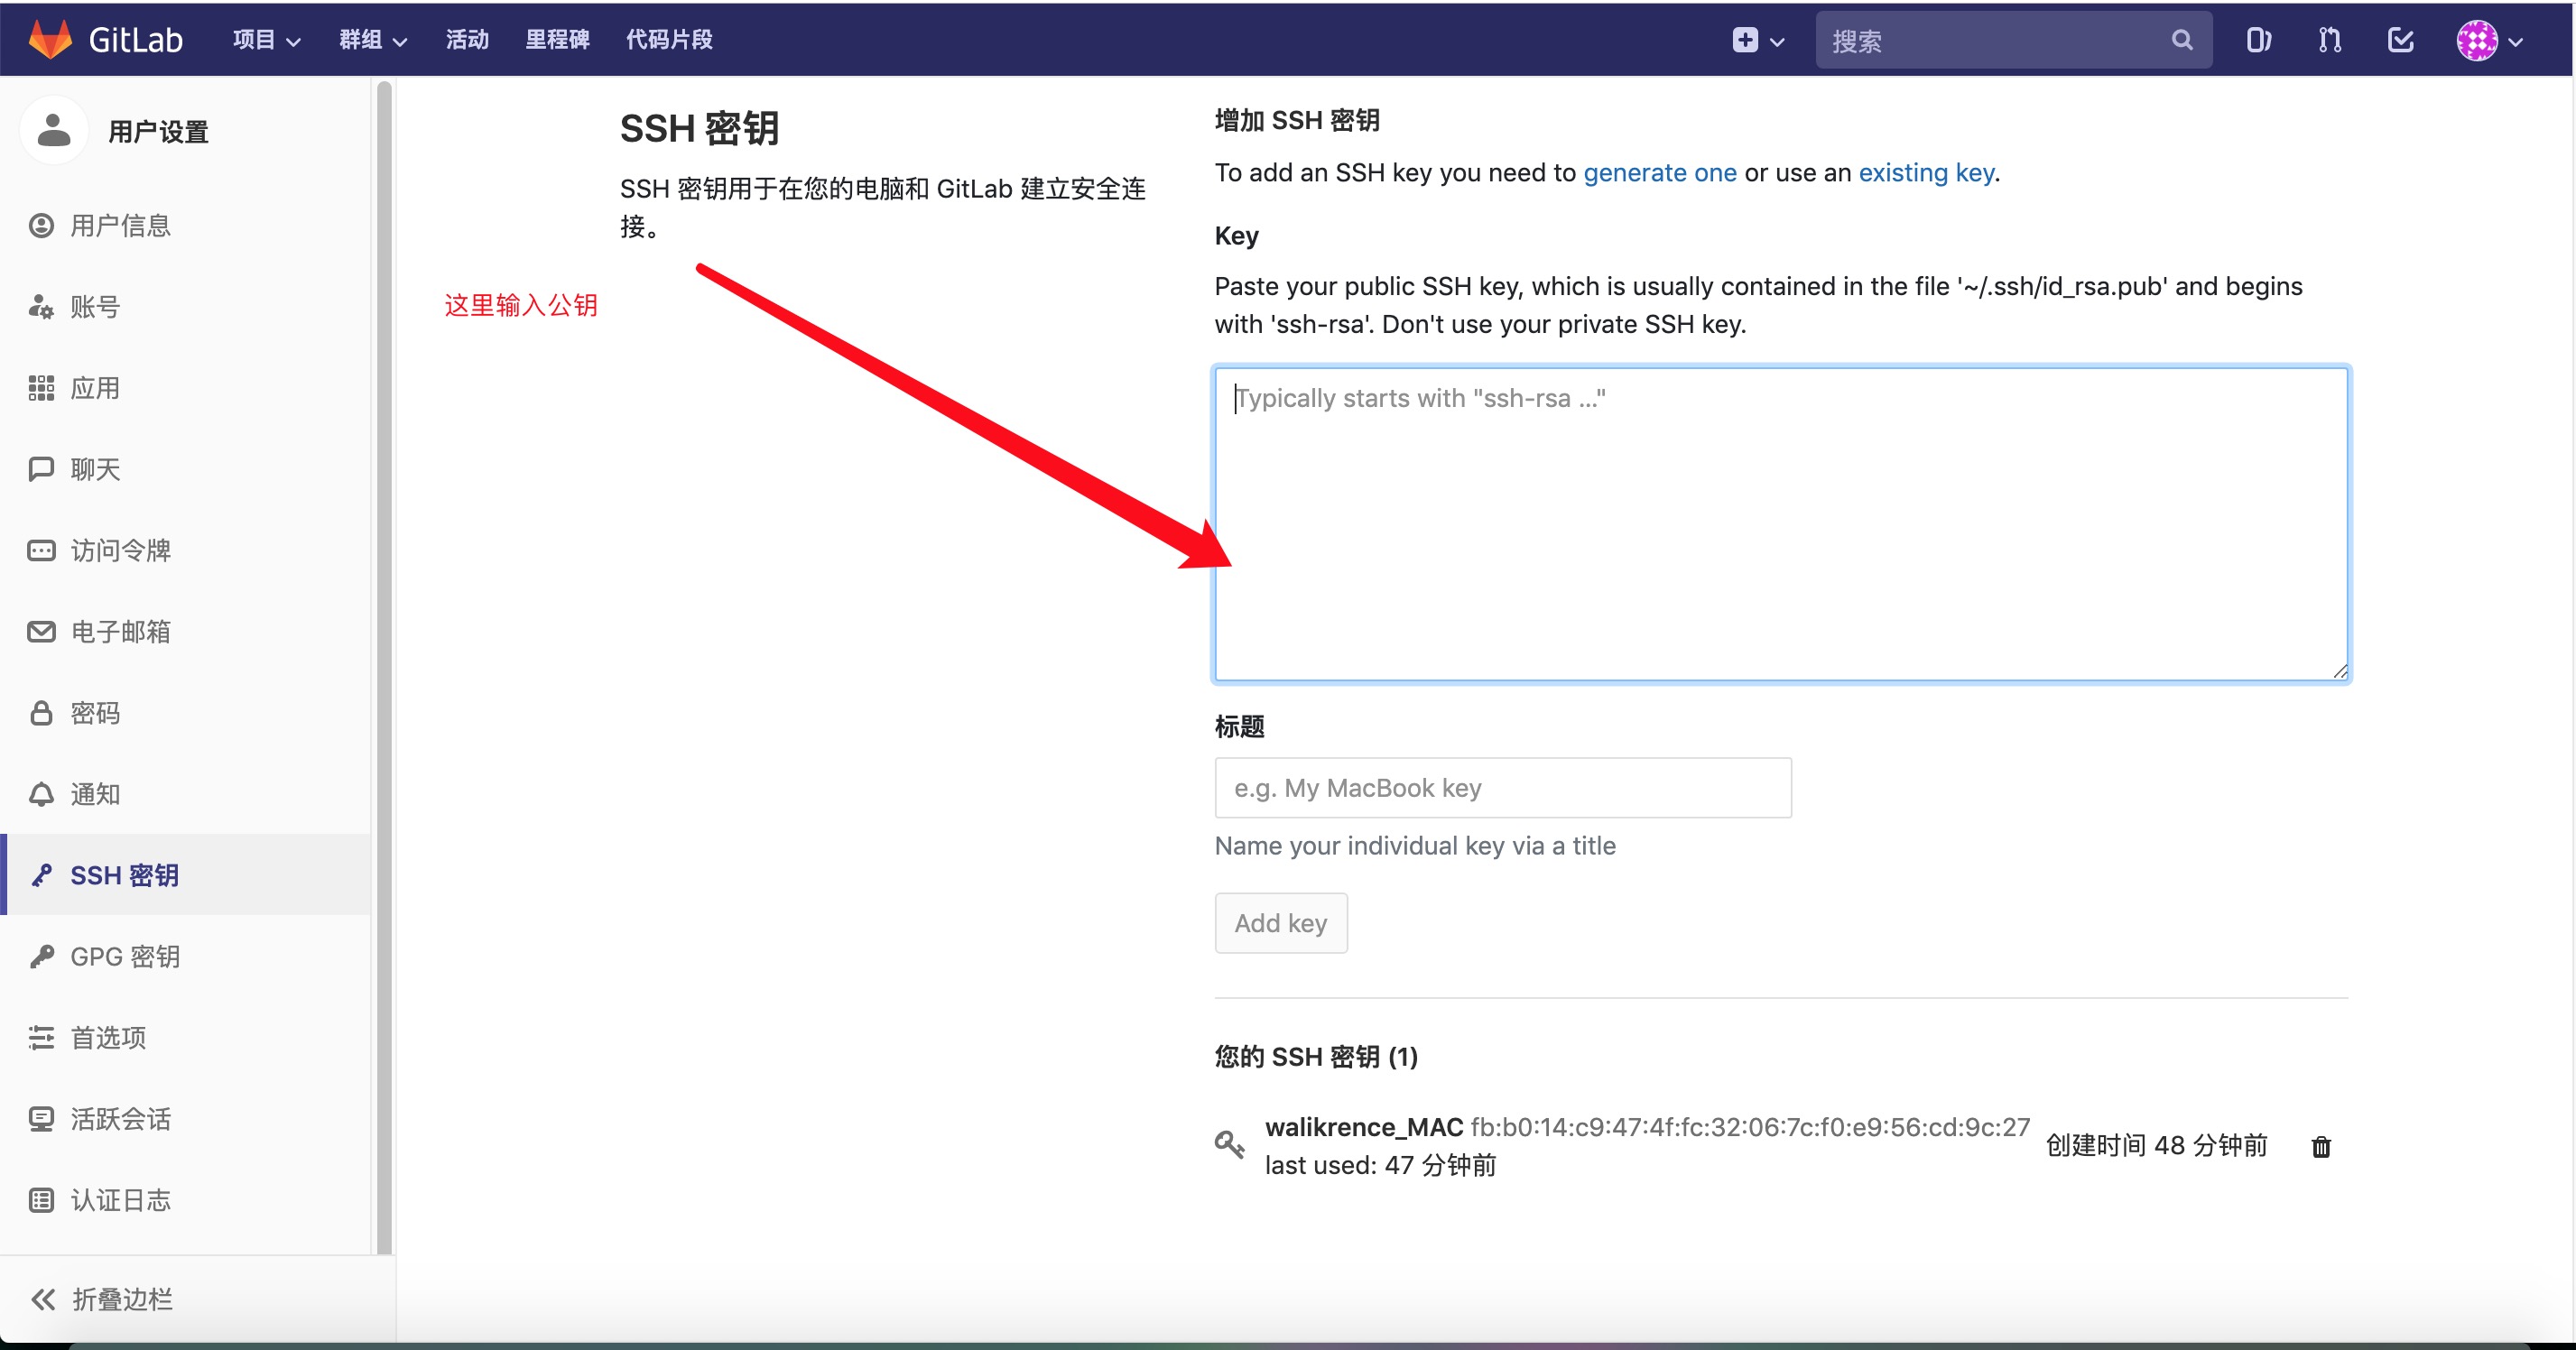 GitLab 项目 群组 活动 里程碑 代码片段 搜索
用户设置
用户信息
账号
应用
聊天
访问令牌
电子邮箱
密码
通知
SSH 密钥
GPG 密钥
首选项
活跃会话
认证日志
折叠边栏
SSH 密钥
SSH 密钥用于在您的电脑和 GitLab 建立安全连
接。
这里输入公钥
增加 SSH 密钥
To add an SSH key you need to generate one or use an existing key.
Key
Paste your public SSH key, which is usually contained in the file '~/.ssh/id_rsa.pub' and begins
with 'ssh-rsa'. Don't use your private SSH key.
Typically starts with "ssh-rsa ..."
标题
e.g. My MacBook key
Name your individual key via a title
Add key
您的 SSH 密钥 (1)
walikrence_MAC fb:b0:14:c9:47:4f:fc:32:06:7c:f0:e9:56:cd:9c:27
last used: 47 分钟前
创建时间 48 分钟前